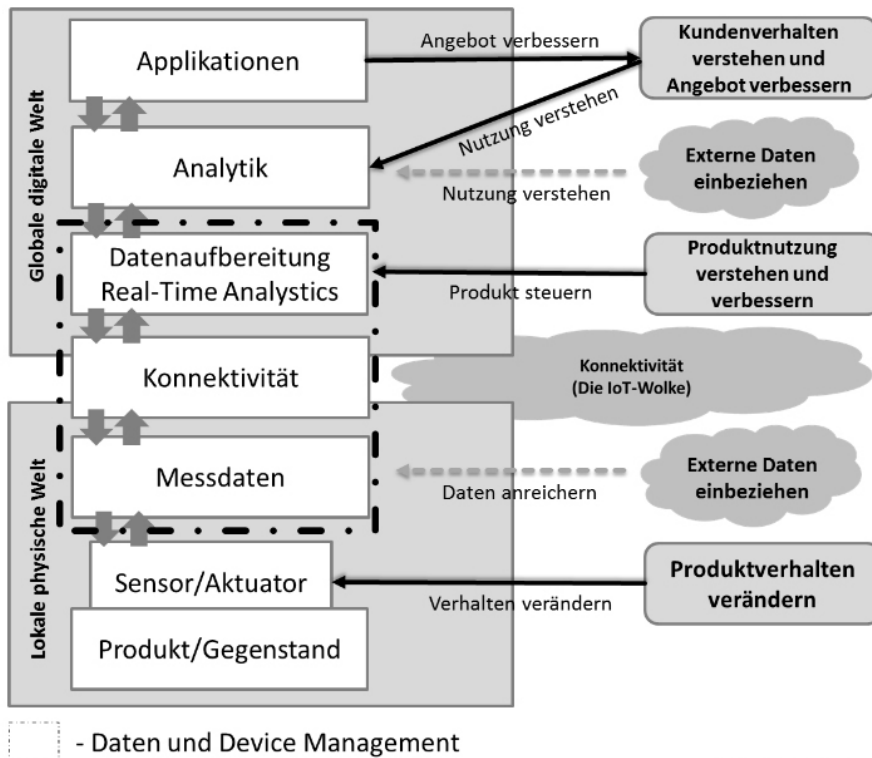 Globale digitale Welt
Applikationen
Angebot verbessern
Kundenverhalten
verstehen und
Angebot verbessern
Nutzung verstehen
Analytik
Nutzung verstehen
Externe Daten
einbeziehen
Datenaufbereitung
Real-Time Analystics
Produkt steuern
Produktnutzung
verstehen und
verbessern
Konnektivität
Konnektivität
(Die IoT-Wolke)
Lokale physische Welt
Messdaten
Daten anreichern
Externe Daten
einbeziehen
Sensor/Aktuator
Verhalten verändern
Produktverhalten
verändern
Produkt/Gegenstand
- Daten und Device Management